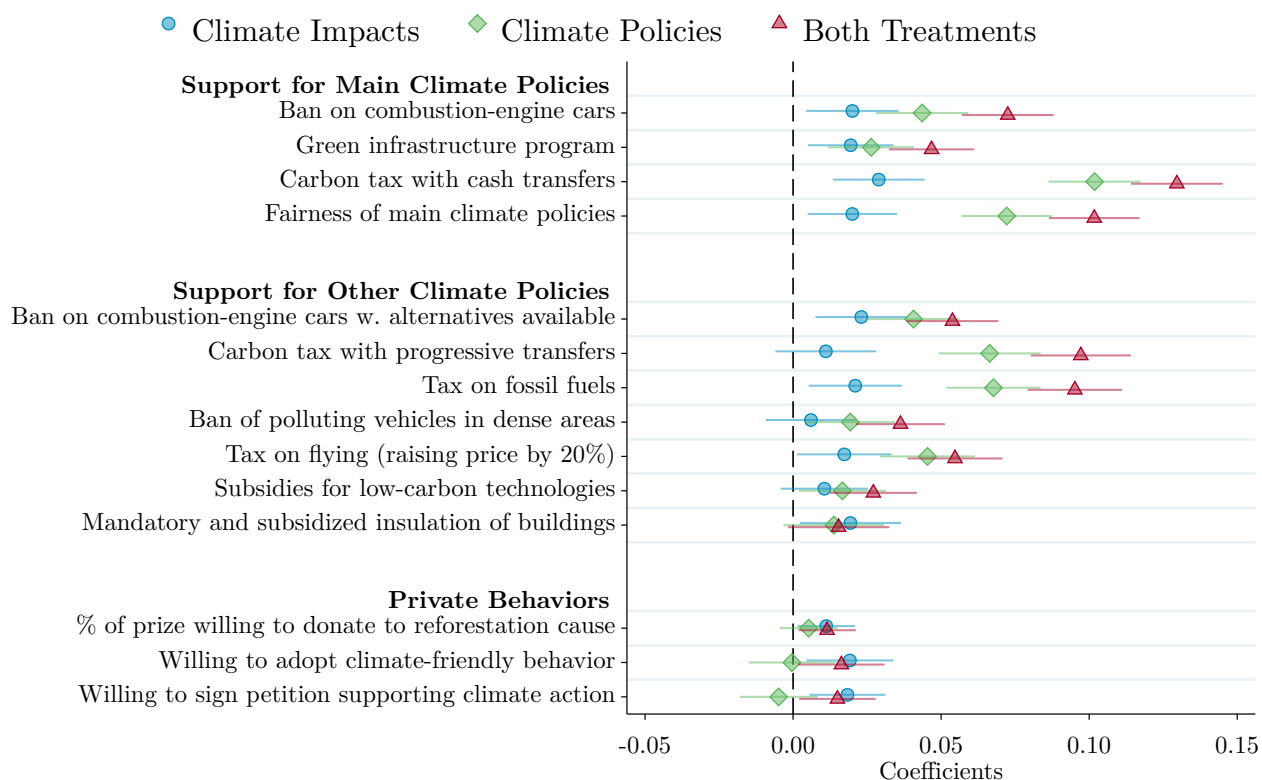 Climate Impacts Climate Policies Both Treatments
Support for Main Climate Policies
Ban on combustion-engine cars
Green infrastructure program
Carbon tax with cash transfers
Fairness of main climate policies
Support for Other Climate Policies
Ban on combustion-engine cars w. alternatives available
Carbon tax with progressive transfers
Tax on fossil fuels
Ban of polluting vehicles in dense areas
Tax on flying (raising price by 20%)
Subsidies for low-carbon technologies
Mandatory and subsidized insulation of buildings
Private Behaviors
% of prize willing to donate to reforestation cause
Willing to adopt climate-friendly behavior
Willing to sign petition supporting climate action
-0.05 0.00 0.05 0.10 0.15
Coefficients